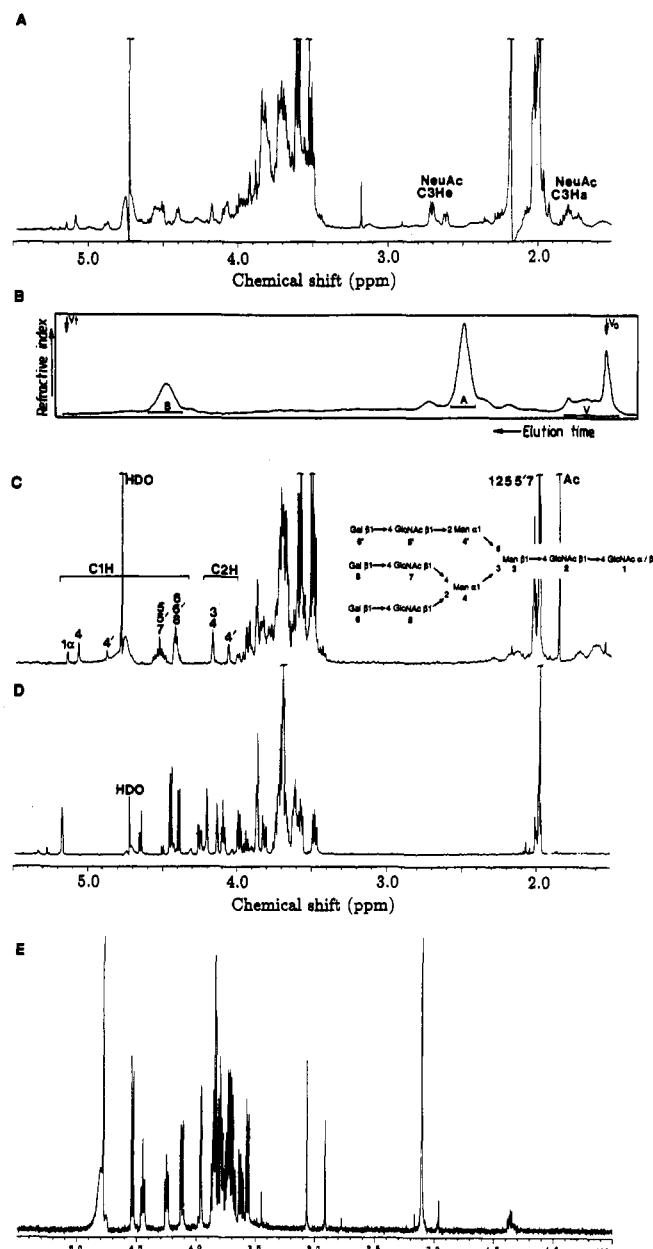 A
NeuAc
C3He
NeuAc
C3Ha
5.0 4.0 3.0 2.0
Chemical shift (ppm)
B
Refractive index
Vt
B
A
V
Vo
Elution time
C
HDO
1 2 5 5' 7
Ac
C1H
C2H
1α 4 4'
5 5' 7
6 6' 8
3 4
4'
Gal β1 4 GlcNAc β1 2 Man α1
6' 5' 4'
6
Gal β1 4 GlcNAc β1
8 7
4
3 Man β1 4 GlcNAc β1 4 GlcNAc α/β
3 2 1
Man α1
4
2
Gal β1 4 GlcNAc β1
6
D
HDO
5.0 4.0 3.0 2.0
Chemical shift (ppm)
E